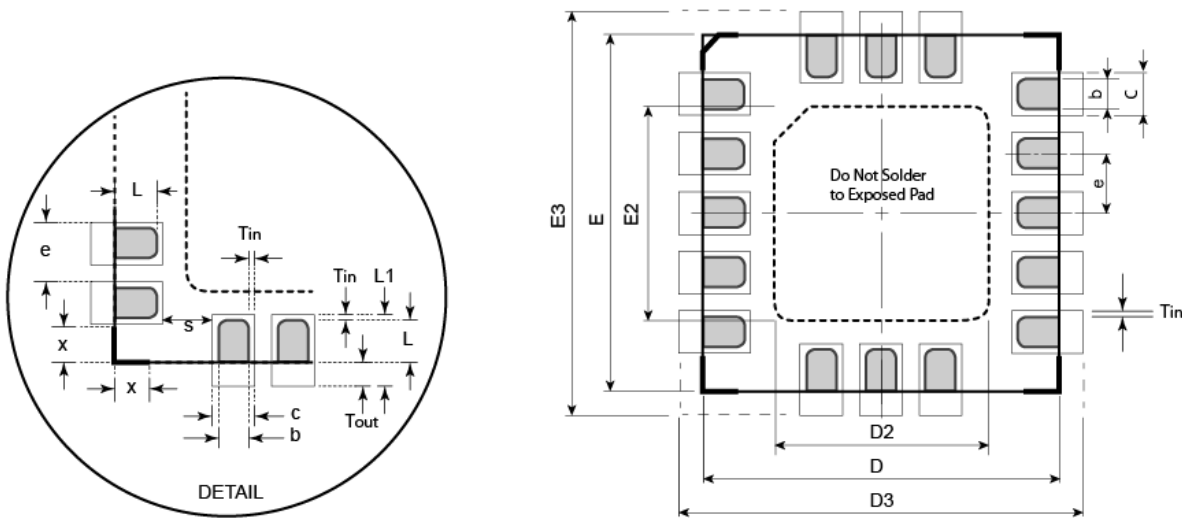 L
e
Tin
Tin
L1
s
L
x
x
c
b
Tout
DETAIL
E3
E
E2
Do Not Solder
to Exposed Pad
b
C
e
Tin
D2
D
D3